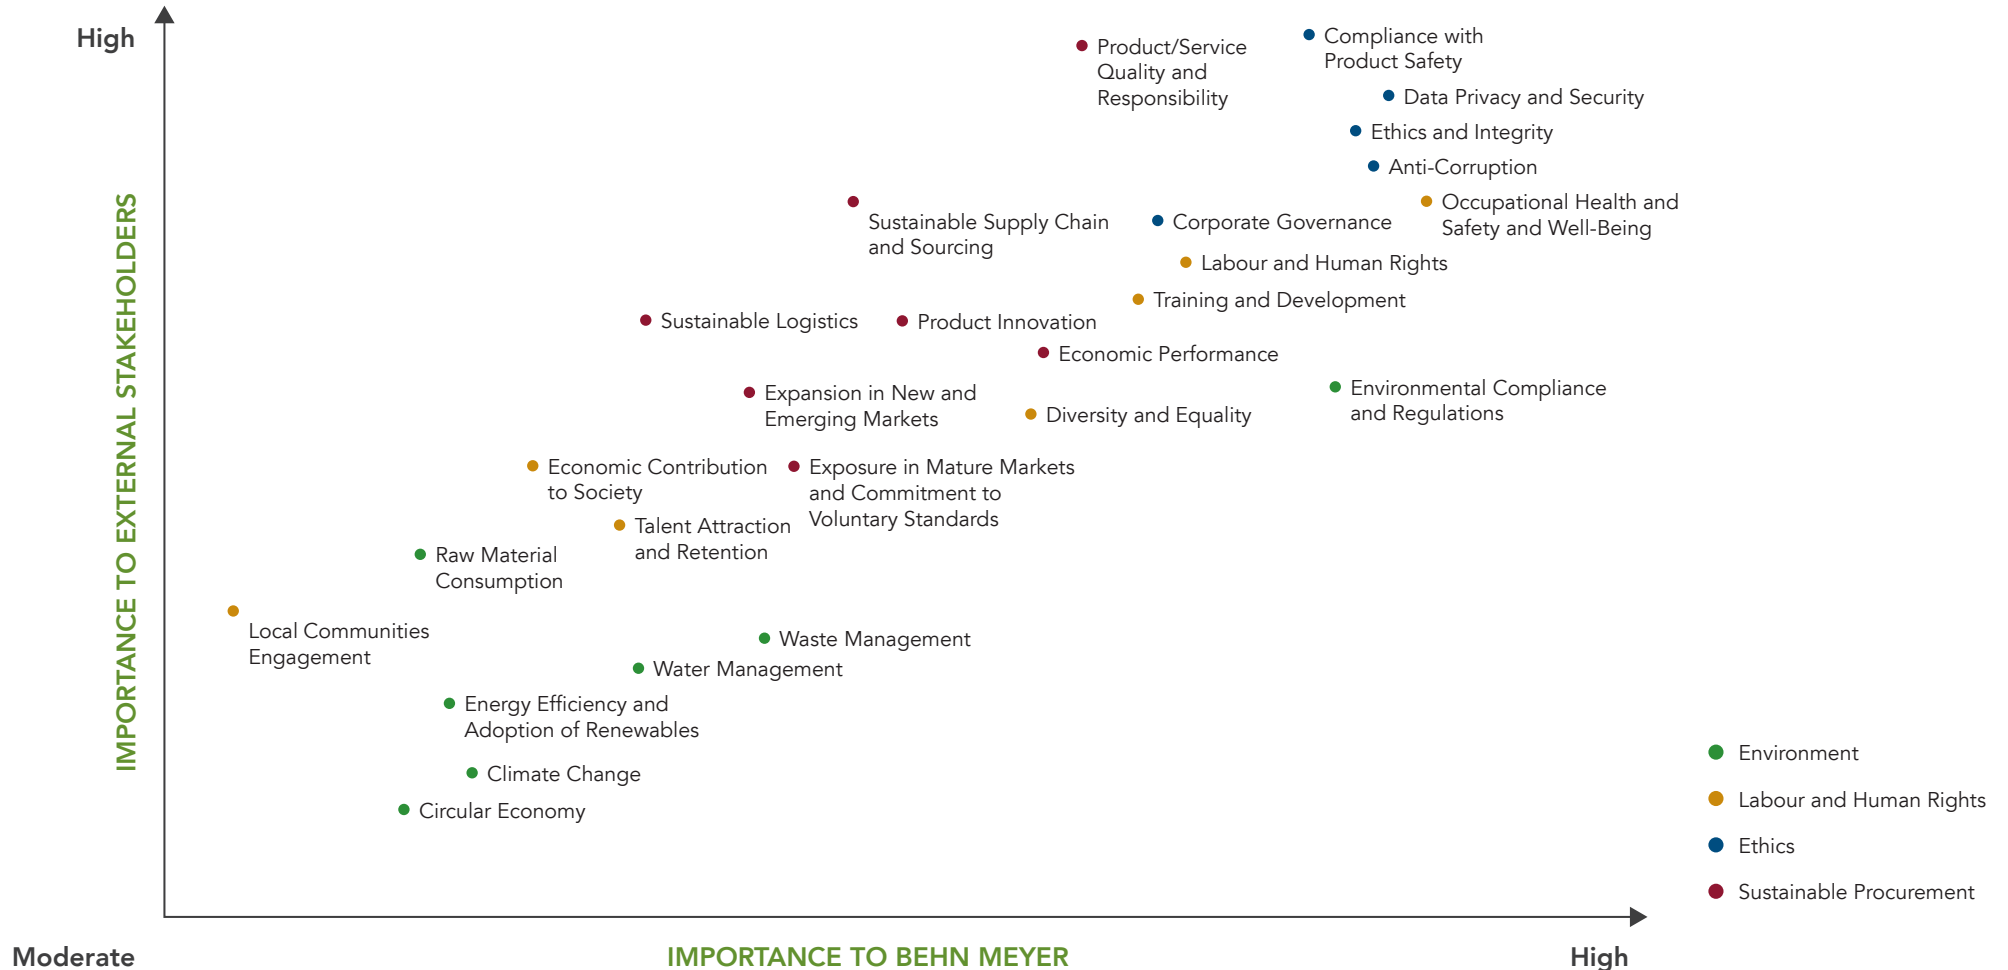 High
Product/Service
Quality and
Responsibility
Compliance with
Product Safety
Data Privacy and Security
Ethics and Integrity
Anti-Corruption
Occupational Health and
Safety and Well-Being
Sustainable Supply Chain
and Sourcing
Corporate Governance
Labour and Human Rights
Training and Development
Sustainable Logistics
Product Innovation
Economic Performance
Environmental Compliance
and Regulations
Expansion in New and
Emerging Markets
Diversity and Equality
Economic Contribution
to Society
Exposure in Mature Markets
and Commitment to
Voluntary Standards
Talent Attraction
and Retention
Raw Material
Consumption
Local Communities
Engagement
Waste Management
Water Management
Energy Efficiency and
Adoption of Renewables
Climate Change
Circular Economy
IMPORTANCE TO EXTERNAL STAKEHOLDERS
Environment
Labour and Human Rights
Ethics
Sustainable Procurement
Moderate
IMPORTANCE TO BEHN MEYER
High